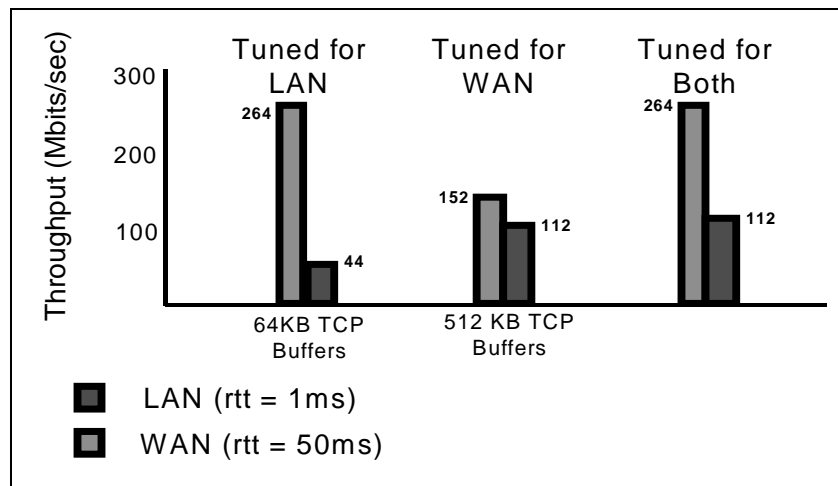 Tuned for
LAN
Tuned for
WAN
Tuned for
Both
Throughput (Mbits/sec)
300
200
100
264
44
152
112
264
112
64KB TCP
Buffers
512 KB TCP
Buffers
LAN (rtt = 1ms)
WAN (rtt = 50ms)